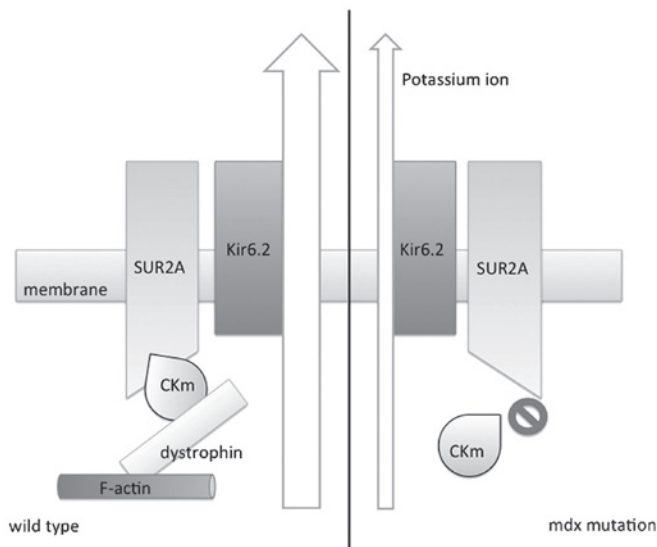 Potassium ion
Kir6.2
Kir6.2
SUR2A
SUR2A
membrane
CKm
dystrophin
CKm
F-actin
wild type
mdx mutation